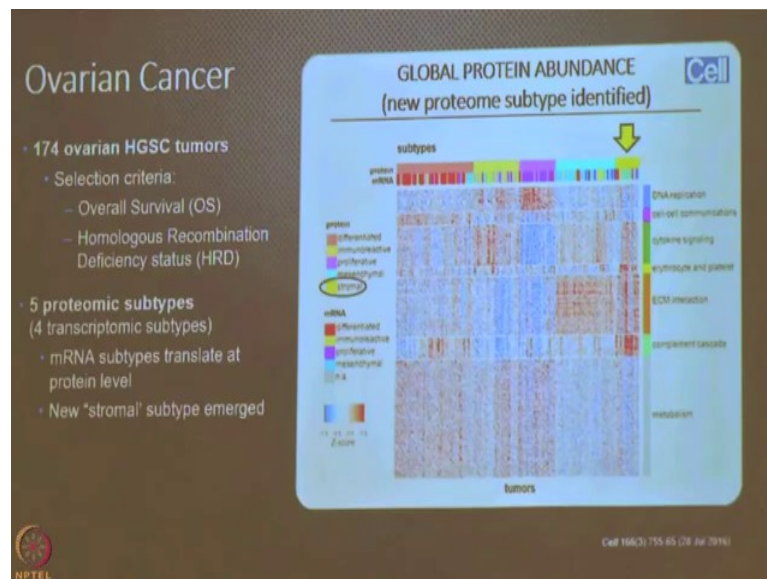 Ovarian Cancer
174 ovarian HGSC tumors
Selection criteria:
Overall Survival (OS)
Homologous Recombination
Deficiency status (HRD)
5 proteomic subtypes
(4 transcriptomic subtypes)
mRNA subtypes translate at
protein level
New "stromal' subtype emerged
GLOBAL PROTEIN ABUNDANCE
(new proteome subtype identified)
Cell
subtypes
protein
mRNA
protein
differentiated
immunoreactive
proliferative
mesenchymal
stromal
mRNA
differentiated
immunoreactive
proliferative
mesenchymal
n.a.
Z-score
DNA replication
cell-cell communications
cytokine signaling
erythrocyte and platelet
ECM interaction
complement cascade
metabolism
tumors
Cell 166(3) 755-65 (28 Jul 2016)
NPTEL